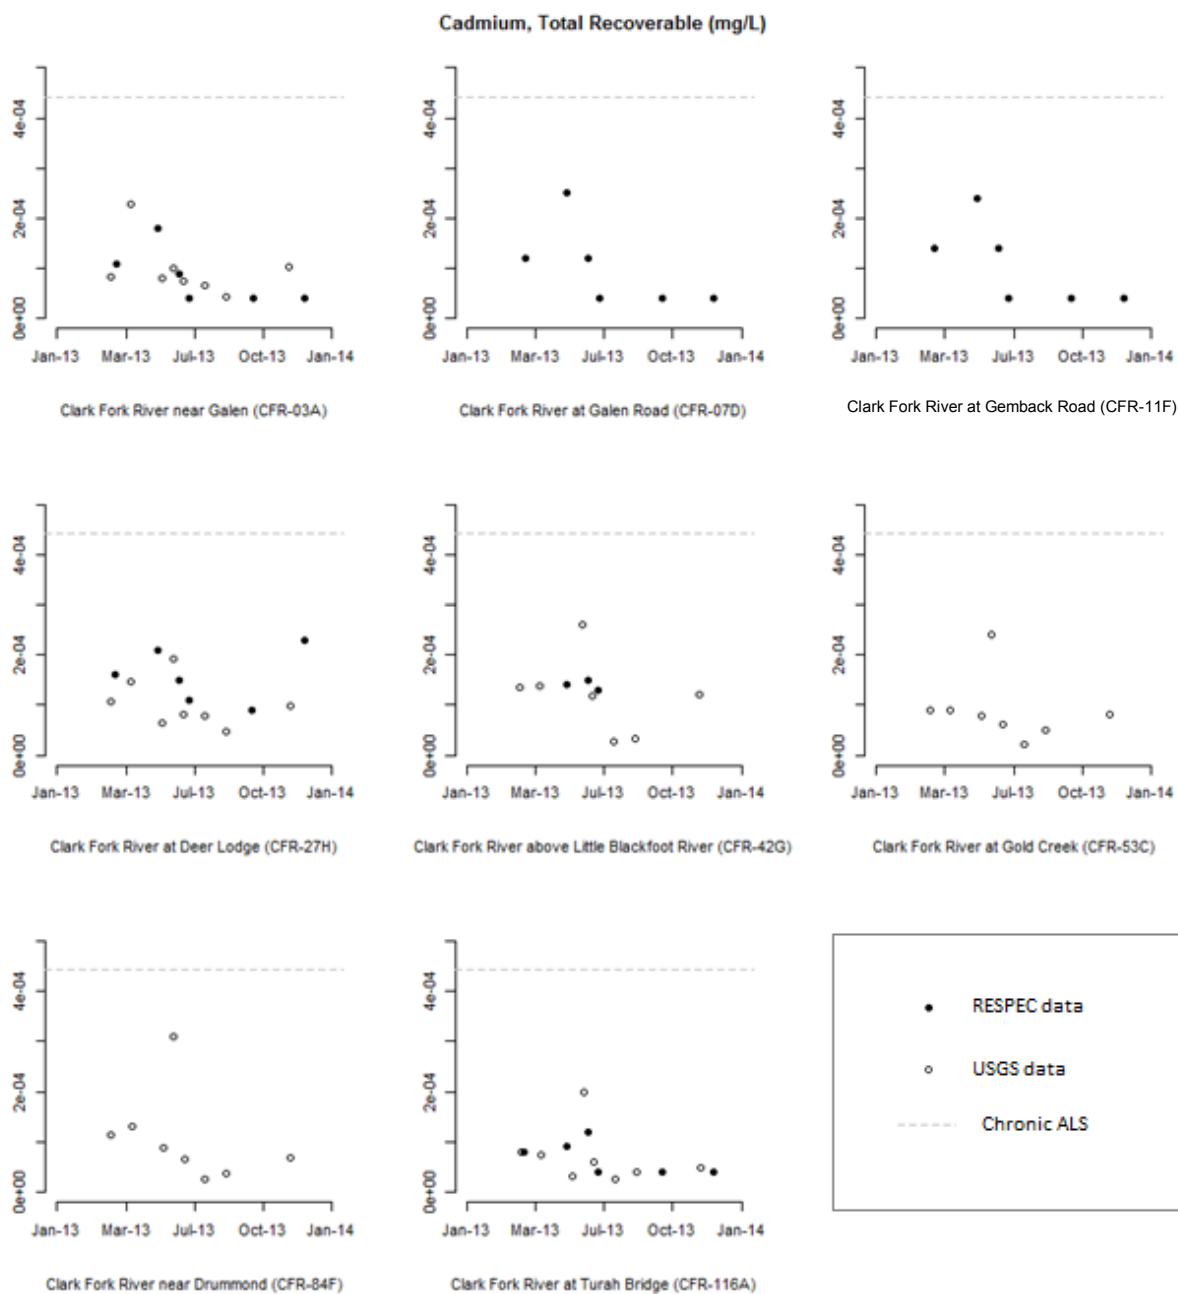 Cadmium, Total Recoverable (mg/L)
4e-04
2e-04
0e+00
Jan-13 Mar-13 Jul-13 Oct-13 Jan-14
Clark Fork River near Galen (CFR-03A)
4e-04
2e-04
0e+00
Jan-13 Mar-13 Jul-13 Oct-13 Jan-14
Clark Fork River at Galen Road (CFR-07D)
4e-04
2e-04
0e+00
Jan-13 Mar-13 Jul-13 Oct-13 Jan-14
Clark Fork River at Gemback Road (CFR-11F)
4e-04
2e-04
0e+00
Jan-13 Mar-13 Jul-13 Oct-13 Jan-14
Clark Fork River at Deer Lodge (CFR-27H)
4e-04
2e-04
0e+00
Jan-13 Mar-13 Jul-13 Oct-13 Jan-14
Clark Fork River above Little Blackfoot River (CFR-42G)
4e-04
2e-04
0e+00
Jan-13 Mar-13 Jul-13 Oct-13 Jan-14
Clark Fork River at Gold Creek (CFR-53C)
4e-04
2e-04
0e+00
Jan-13 Mar-13 Jul-13 Oct-13 Jan-14
Clark Fork River near Drummond (CFR-84F)
4e-04
2e-04
0e+00
Jan-13 Mar-13 Jul-13 Oct-13 Jan-14
Clark Fork River at Turah Bridge (CFR-116A)
RESPEC data
USGS data
Chronic ALS